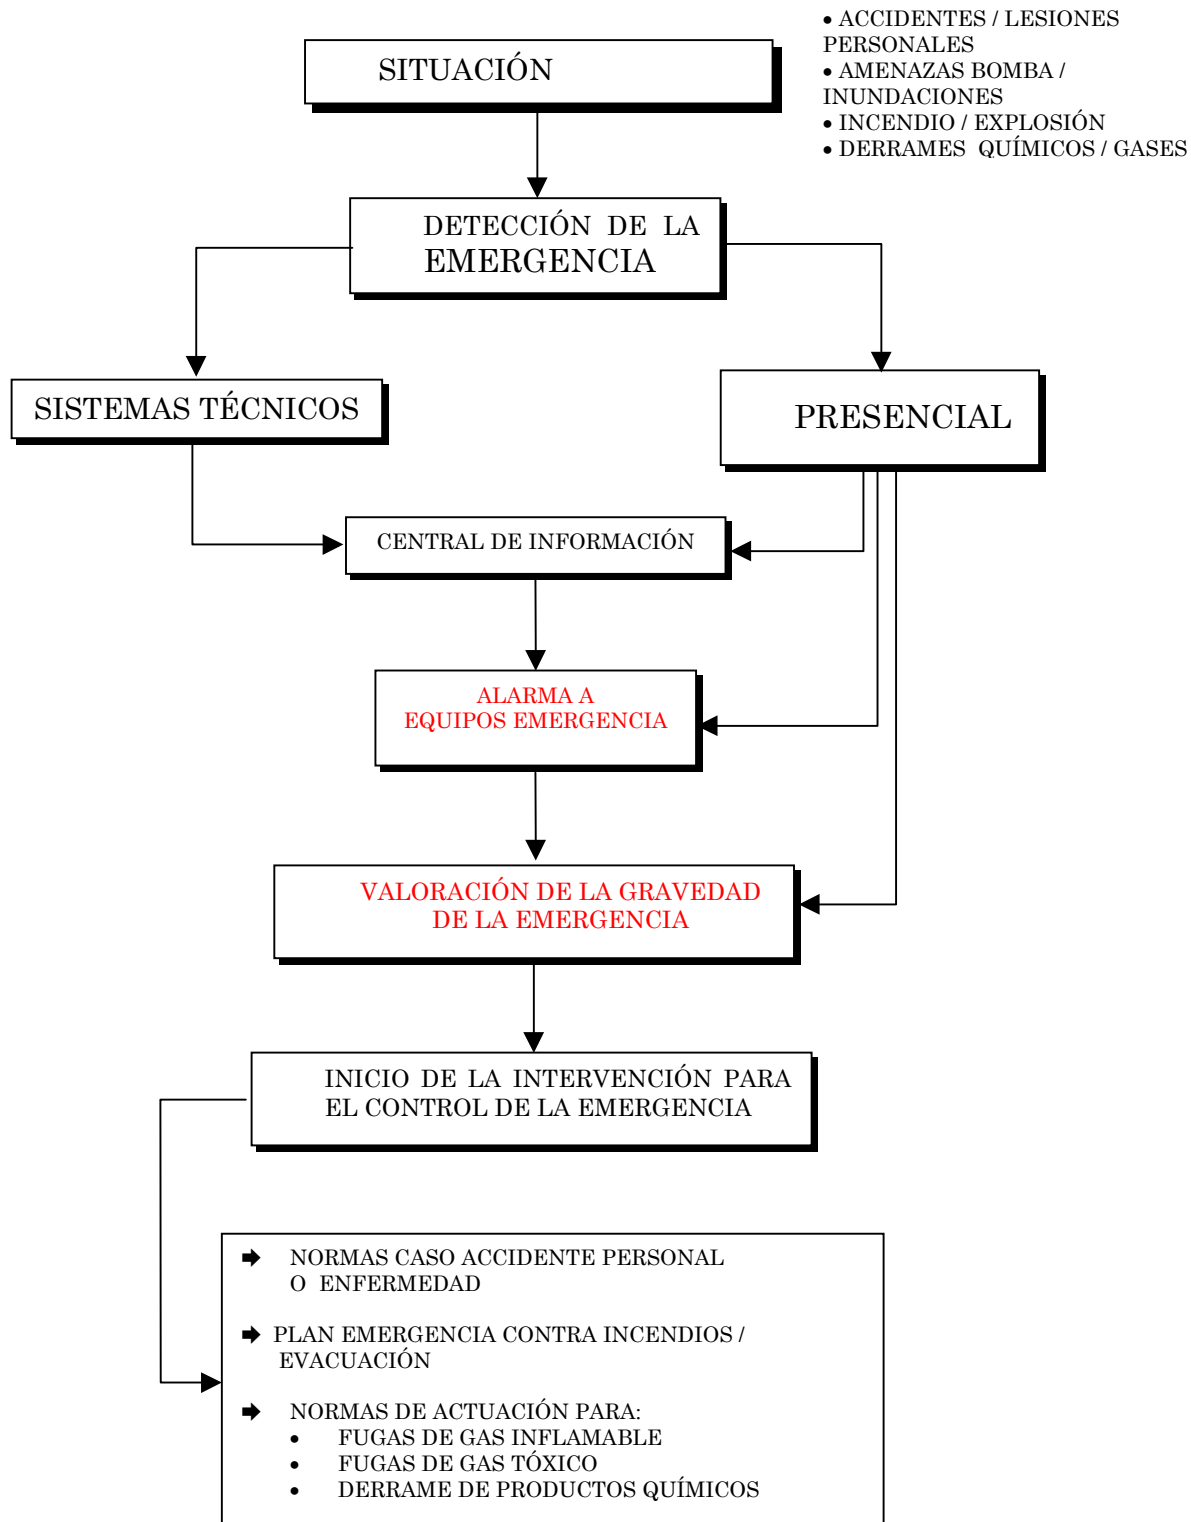 • ACCIDENTES / LESIONES
PERSONALES
• AMENAZAS BOMBA /
INUNDACIONES
• INCENDIO / EXPLOSIÓN
• DERRAMES QUÍMICOS / GASES
SITUACIÓN
DETECCIÓN DE LA
EMERGENCIA
SISTEMAS TÉCNICOS
PRESENCIAL
CENTRAL DE INFORMACIÓN
ALARMA A
EQUIPOS EMERGENCIA
VALORACIÓN DE LA GRAVEDAD
DE LA EMERGENCIA
INICIO DE LA INTERVENCIÓN PARA
EL CONTROL DE LA EMERGENCIA
🡆 NORMAS CASO ACCIDENTE PERSONAL
O ENFERMEDAD
🡆 PLAN EMERGENCIA CONTRA INCENDIOS /
EVACUACIÓN
🡆 NORMAS DE ACTUACIÓN PARA:
• FUGAS DE GAS INFLAMABLE
• FUGAS DE GAS TÓXICO
• DERRAME DE PRODUCTOS QUÍMICOS